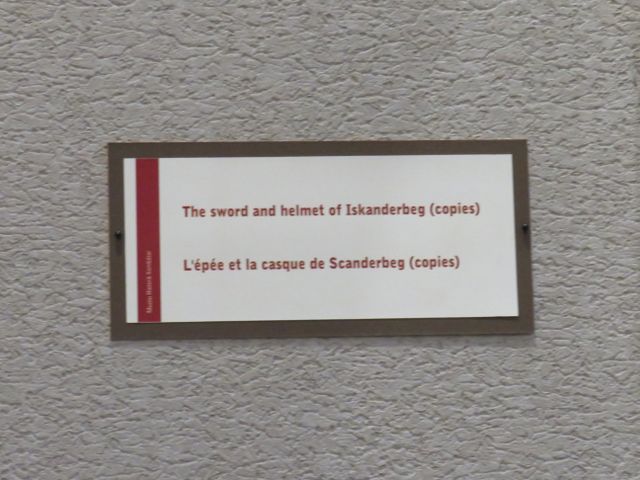 The sword and helmet of Iskanderbeg (copies)
L'épée et la casque de Scanderbeg (copies)